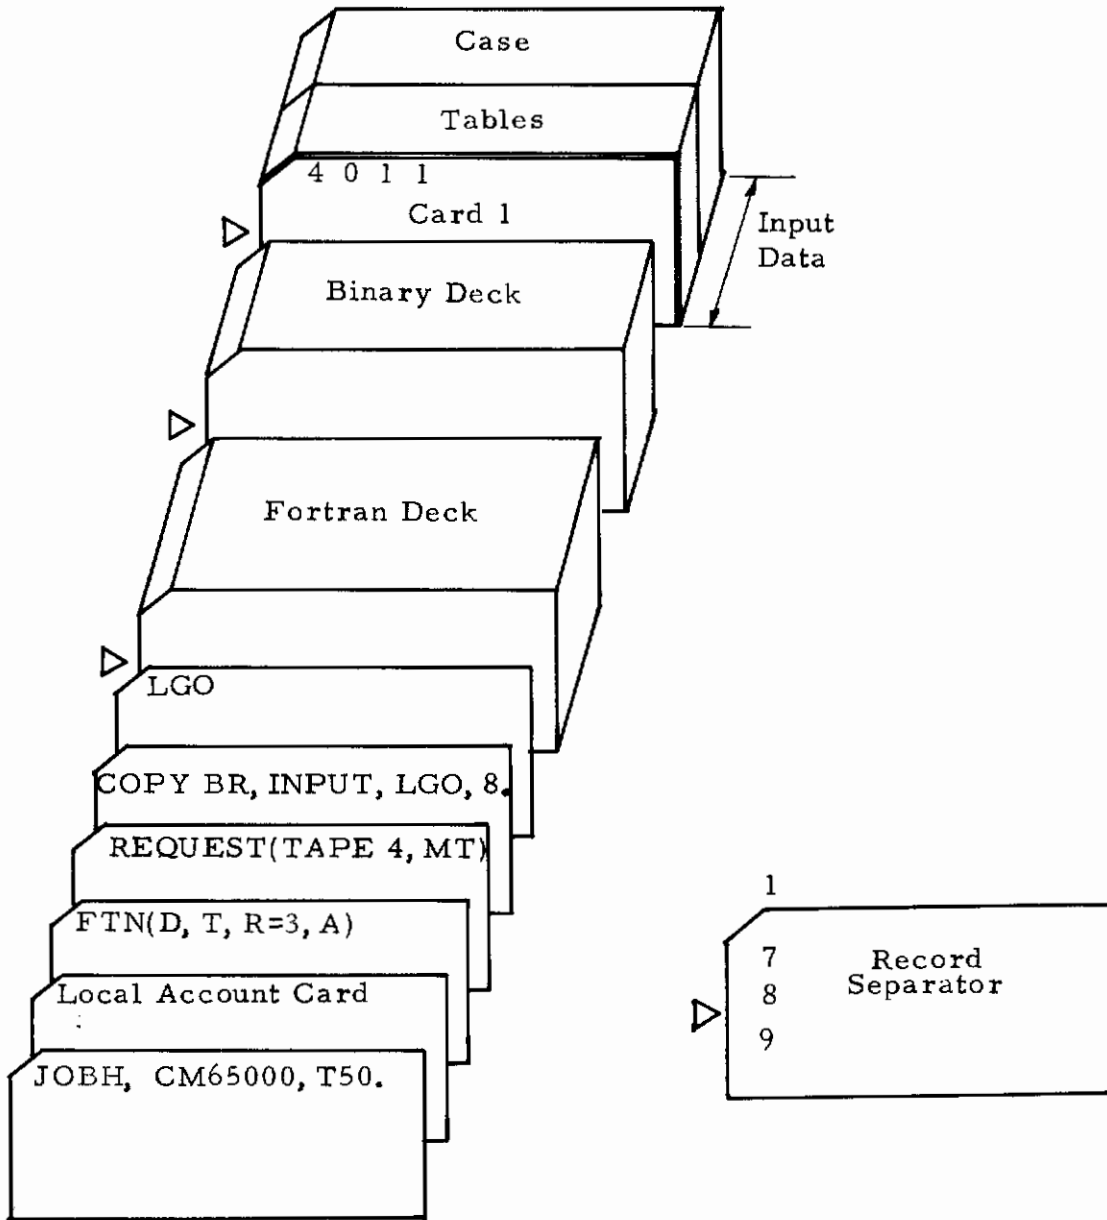 Case
Tables
4 0 1 1
Card 1
Input
Data
Binary Deck
Fortran Deck
LGO
COPY BR, INPUT, LGO, 8.
REQUEST(TAPE 4, MT)
FTN(D, T, R=3, A)
Local Account Card
JOBH, CM65000, T50.
1
7
8
9
Record
Separator